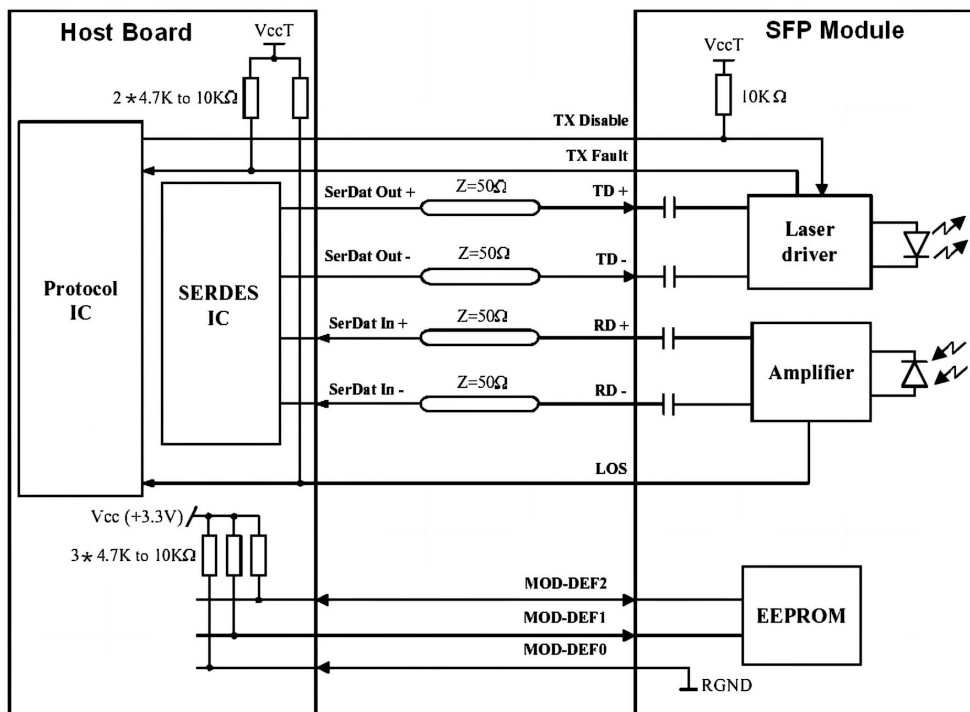 Host Board
SFP Module
VccT
VccT
2*4.7K to 10KΩ
10KΩ
TX Disable
TX Fault
SerDat Out +
Z=50Ω
TD +
Laser
driver
SerDat Out -
Z=50Ω
TD -
Protocol
IC
SERDES
IC
SerDat In +
Z=50Ω
RD +
Amplifier
SerDat In -
Z=50Ω
RD -
LOS
Vcc (+3.3V)
3*4.7K to 10KΩ
MOD-DEF2
MOD-DEF1
MOD-DEF0
EEPROM
RGND